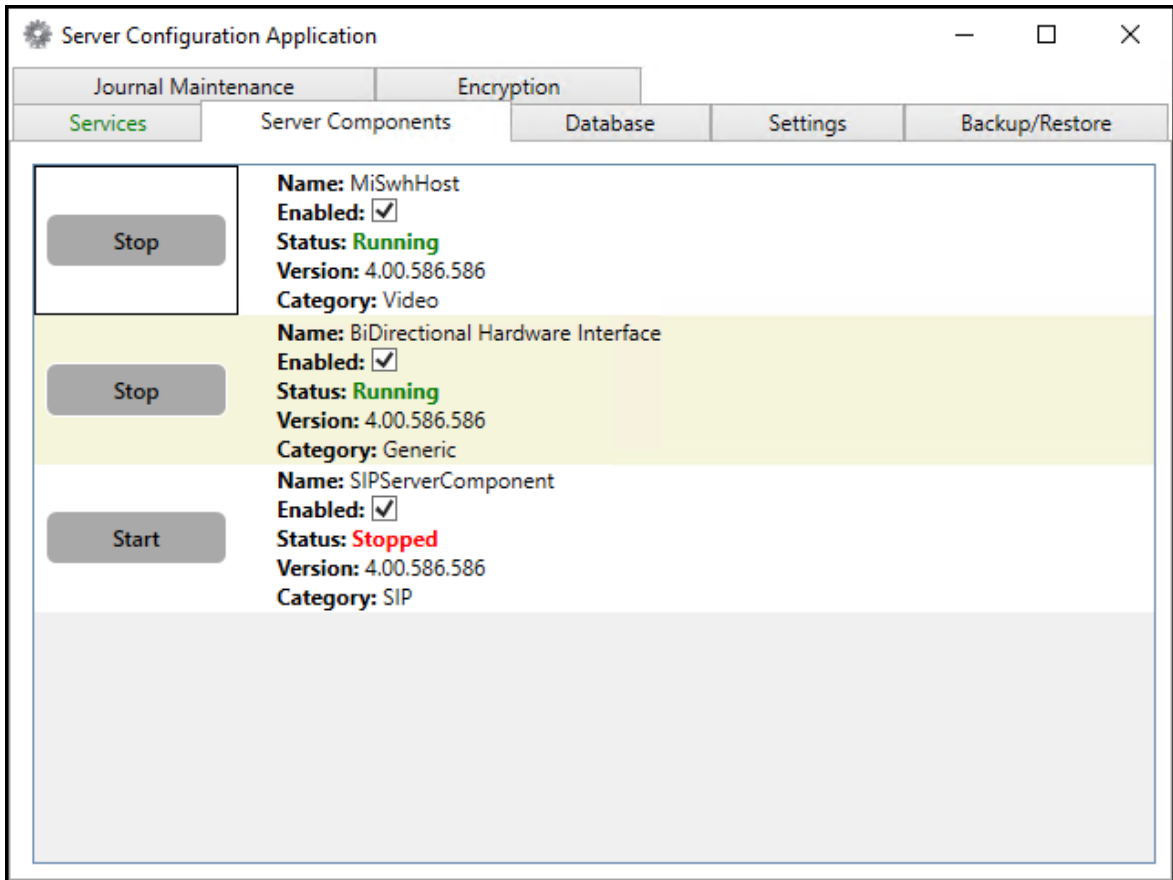 Server Configuration Application
Journal Maintenance Encryption
Services Server Components Database Settings Backup/Restore
Name: MiSwhHost
Enabled:
Stop Status: Running
Version: 4.00.586.586
Category: Video
Name: BiDirectional Hardware Interface
Enabled:
Stop Status: Running
Version: 4.00.586.586
Category: Generic
Name: SIPServerComponent
Enabled:
Start Status: Stopped
Version: 4.00.586.586
Category: SIP